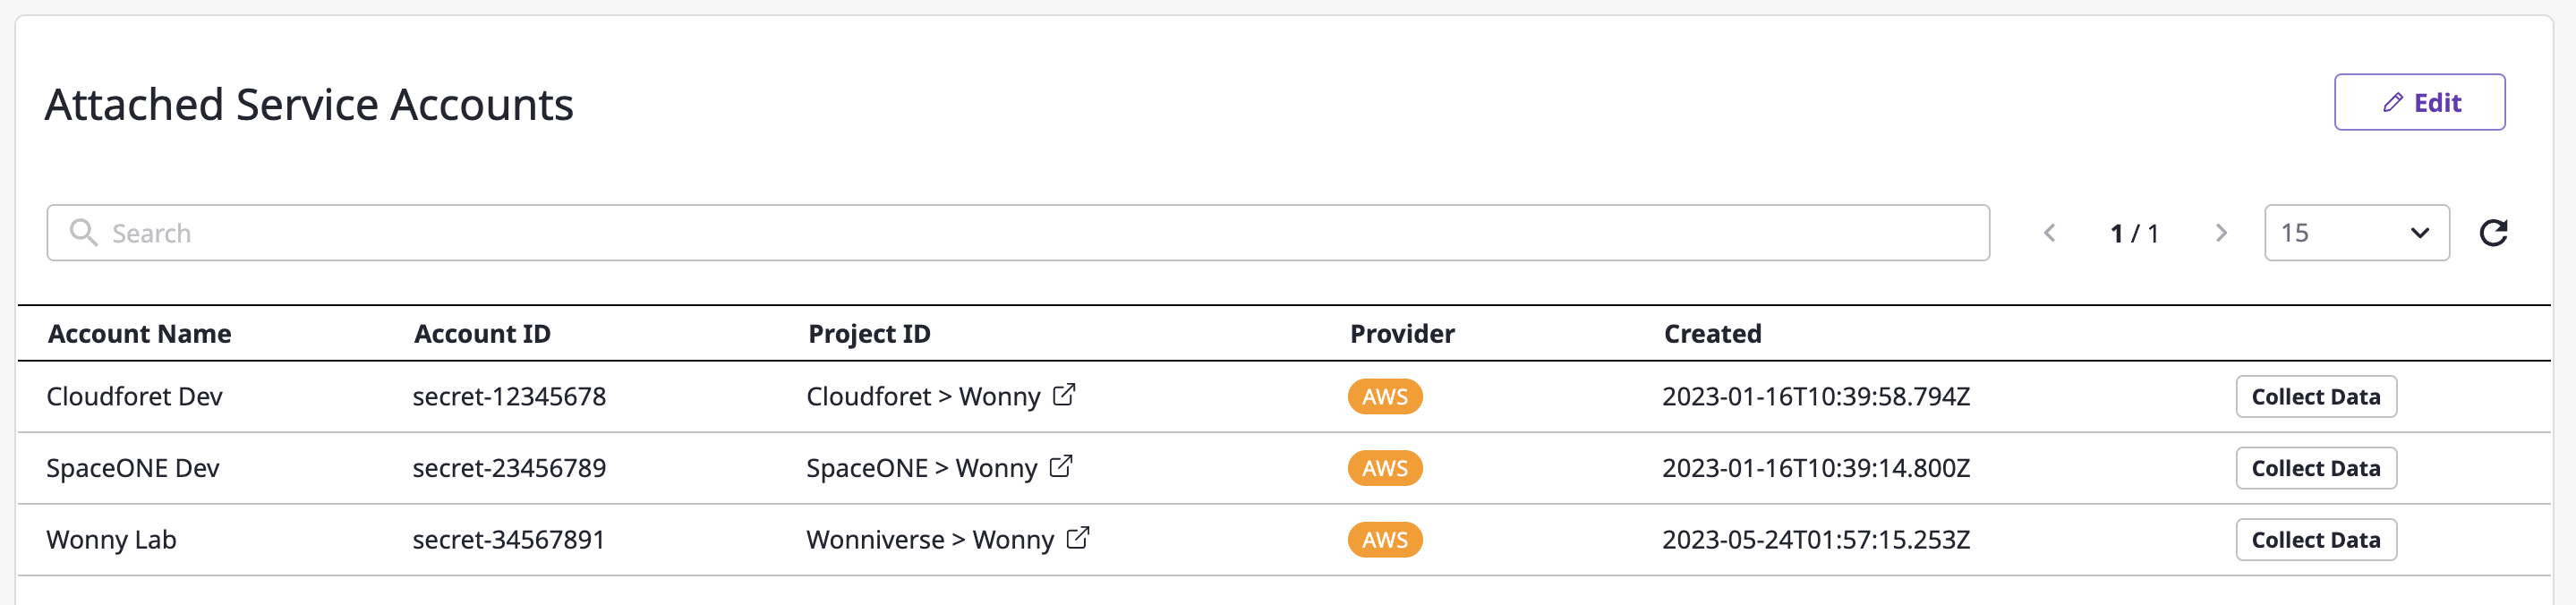 Attached Service Accounts
Edit
Search
1 / 1
15
Account Name Account ID Project ID Provider Created
Cloudforet Dev secret-12345678 Cloudforet > Wonny AWS 2023-01-16T10:39:58.794Z Collect Data
SpaceONE Dev secret-23456789 SpaceONE > Wonny AWS 2023-01-16T10:39:14.800Z Collect Data
Wonny Lab secret-34567891 Wonniverse > Wonny AWS 2023-05-24T01:57:15.253Z Collect Data